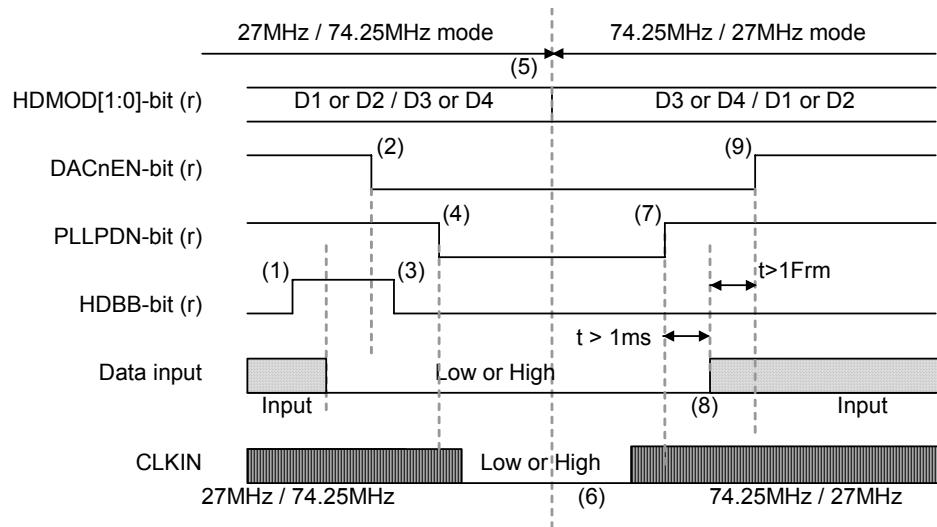 27MHz / 74.25MHz mode 74.25MHz / 27MHz mode
(5)
HDMOD[1:0]-bit (r) D1 or D2 / D3 or D4 D3 or D4 / D1 or D2
DACnEN-bit (r) (2) (9)
PLLPDN-bit (r) (4) (7)
HDBB-bit (r) (1) (3) t>1Frm
t > 1ms
Data input Low or High
Input (8) Input
CLKIN Low or High
27MHz / 74.25MHz (6) 74.25MHz / 27MHz